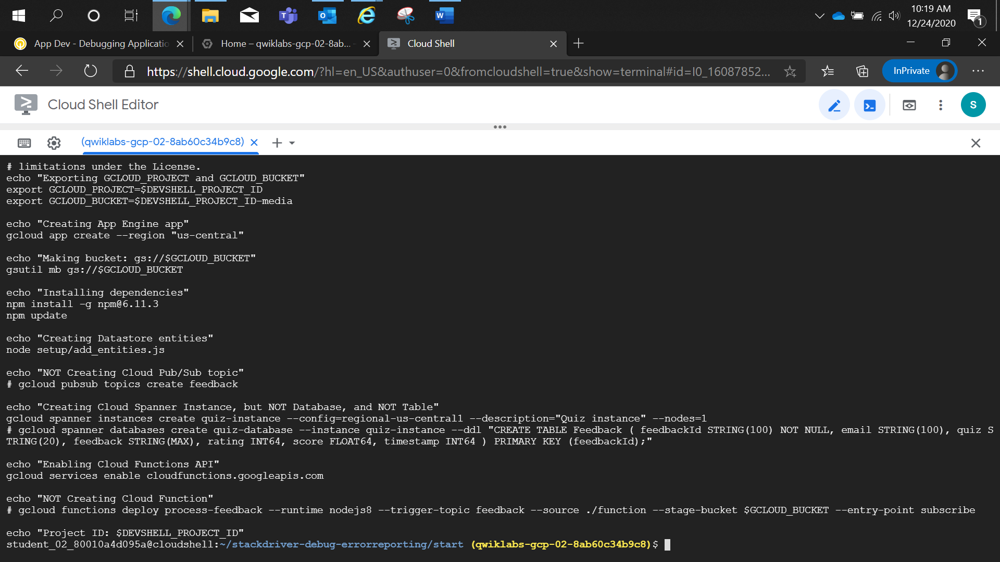 10:19 AM
12/24/2020
1
App Dev - Debugging Applicatio
Home – qwiklabs-gcp-02-8ab...
Cloud Shell
https://shell.cloud.google.com/?hl=en_US&authuser=0&fromcloudshell=true&show=terminal#id=I0_16087852...
InPrivate
Cloud Shell Editor
S
(qwiklabs-gcp-02-8ab60c34b9c8)
# limitations under the License.
echo "Exporting GCLOUD_PROJECT and GCLOUD_BUCKET"
export GCLOUD_PROJECT=$DEVSHELL_PROJECT_ID
export GCLOUD_BUCKET=$DEVSHELL_PROJECT_ID-media
echo "Creating App Engine app"
gcloud app create --region "us-central"
echo "Making bucket: gs://$GCLOUD_BUCKET"
gsutil mb gs://$GCLOUD_BUCKET
echo "Installing dependencies"
npm install -g npm@6.11.3
npm update
echo "Creating Datastore entities"
node setup/add_entities.js
echo "NOT Creating Cloud Pub/Sub topic"
# gcloud pubsub topics create feedback
echo "Creating Cloud Spanner Instance, but NOT Database, and NOT Table"
gcloud spanner instances create quiz-instance --config=regional-us-central1 --description="Quiz instance" --nodes=1
# gcloud spanner databases create quiz-database --instance quiz-instance --ddl "CREATE TABLE Feedback ( feedbackId STRING(100) NOT NULL, email STRING(100), quiz S
TRING(20), feedback STRING(MAX), rating INT64, score FLOAT64, timestamp INT64 ) PRIMARY KEY (feedbackId);"
echo "Enabling Cloud Functions API"
gcloud services enable cloudfunctions.googleapis.com
echo "NOT Creating Cloud Function"
# gcloud functions deploy process-feedback --runtime nodejs8 --trigger-topic feedback --source ./function --stage-bucket $GCLOUD_BUCKET --entry-point subscribe
echo "Project ID: $DEVSHELL_PROJECT_ID"
student_02_80010a4d095a@cloudshell:~/stackdriver-debug-errorreporting/start (qwiklabs-gcp-02-8ab60c34b9c8)$